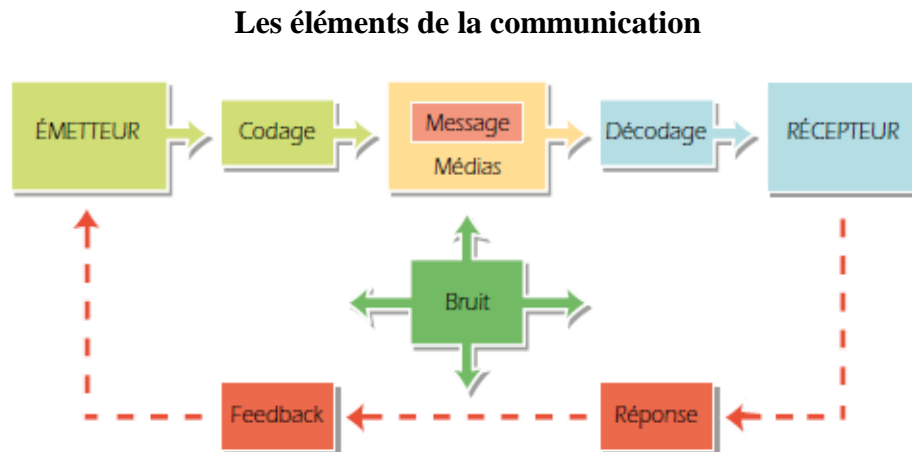 Les éléments de la communication
ÉMETTEUR
Codage
Message
Médias
Décodage
RÉCEPTEUR
Bruit
Feedback
Réponse